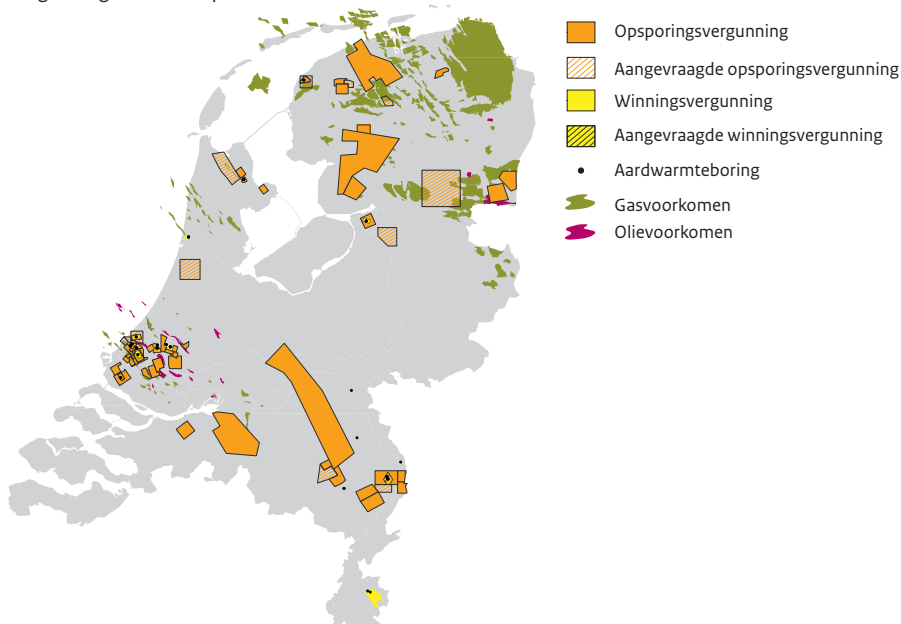 Opsporingsvergunning
Aangevraagde opsporingsvergunning
Winningsvergunning
Aangevraagde winningsvergunning
Aardwarmteboring
Gasvoorkomen
Olievoorkomen